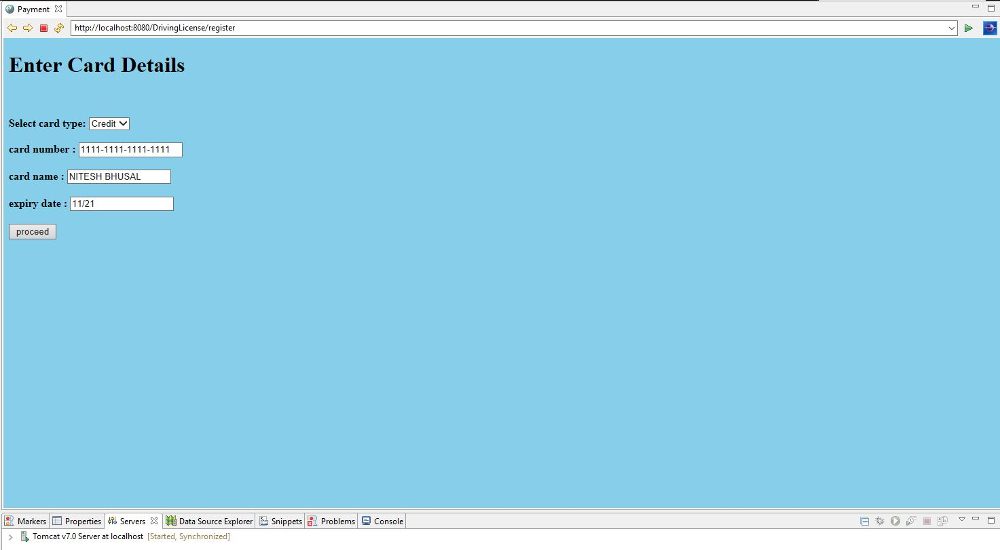 Payment
http://localhost:8080/DrivingLicense/register
Enter Card Details
Select card type: Credit
card number : 1111-1111-1111-1111
card name : NITESH BHUSAL
expiry date : 11/21
proceed
Markers Properties Servers Data Source Explorer Snippets Problems Console
Tomcat v7.0 Server at localhost [Started, Synchronized]